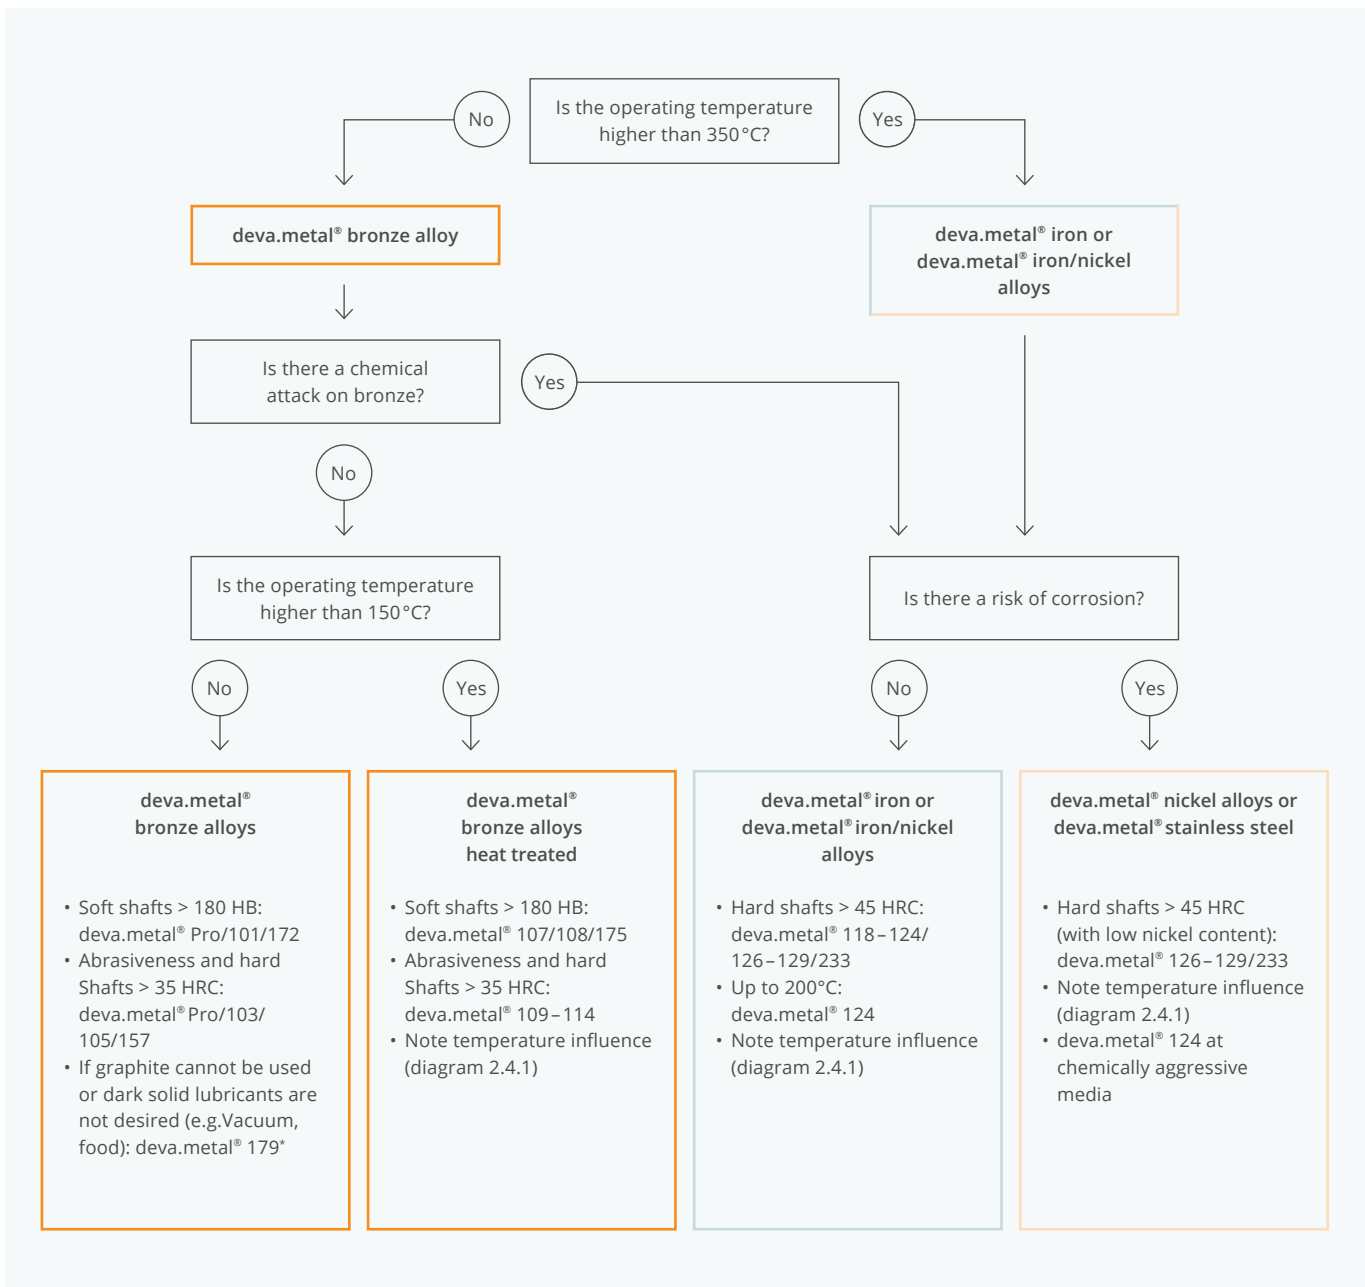 Is the operating temperature
higher than 350 °C?
No
Yes
deva.metal® bronze alloy
deva.metal® iron or
deva.metal® iron/nickel
alloys
Is there a chemical
attack on bronze?
Yes
No
Is the operating temperature
higher than 150 °C?
Is there a risk of corrosion?
No
Yes
No
Yes
deva.metal®
bronze alloys
• Soft shafts > 180 HB:
deva.metal® Pro/101/172
• Abrasiveness and hard
Shafts > 35 HRC:
deva.metal® Pro/103/
105/157
• If graphite cannot be used
or dark solid lubricants are
not desired (e.g.Vacuum,
food): deva.metal® 179*
deva.metal®
bronze alloys
heat treated
• Soft shafts > 180 HB:
deva.metal® 107/108/175
• Abrasiveness and hard
Shafts > 35 HRC:
deva.metal® 109–114
• Note temperature influence
(diagram 2.4.1)
deva.metal® iron or
deva.metal® iron/nickel
alloys
• Hard shafts > 45 HRC:
deva.metal® 118–124/
126–129/233
• Up to 200°C:
deva.metal® 124
• Note temperature influence
(diagram 2.4.1)
deva.metal® nickel alloys or
deva.metal® stainless steel
• Hard shafts > 45 HRC
(with low nickel content):
deva.metal® 126–129/233
• Note temperature influence
(diagram 2.4.1)
• deva.metal® 124 at
chemically aggressive
media